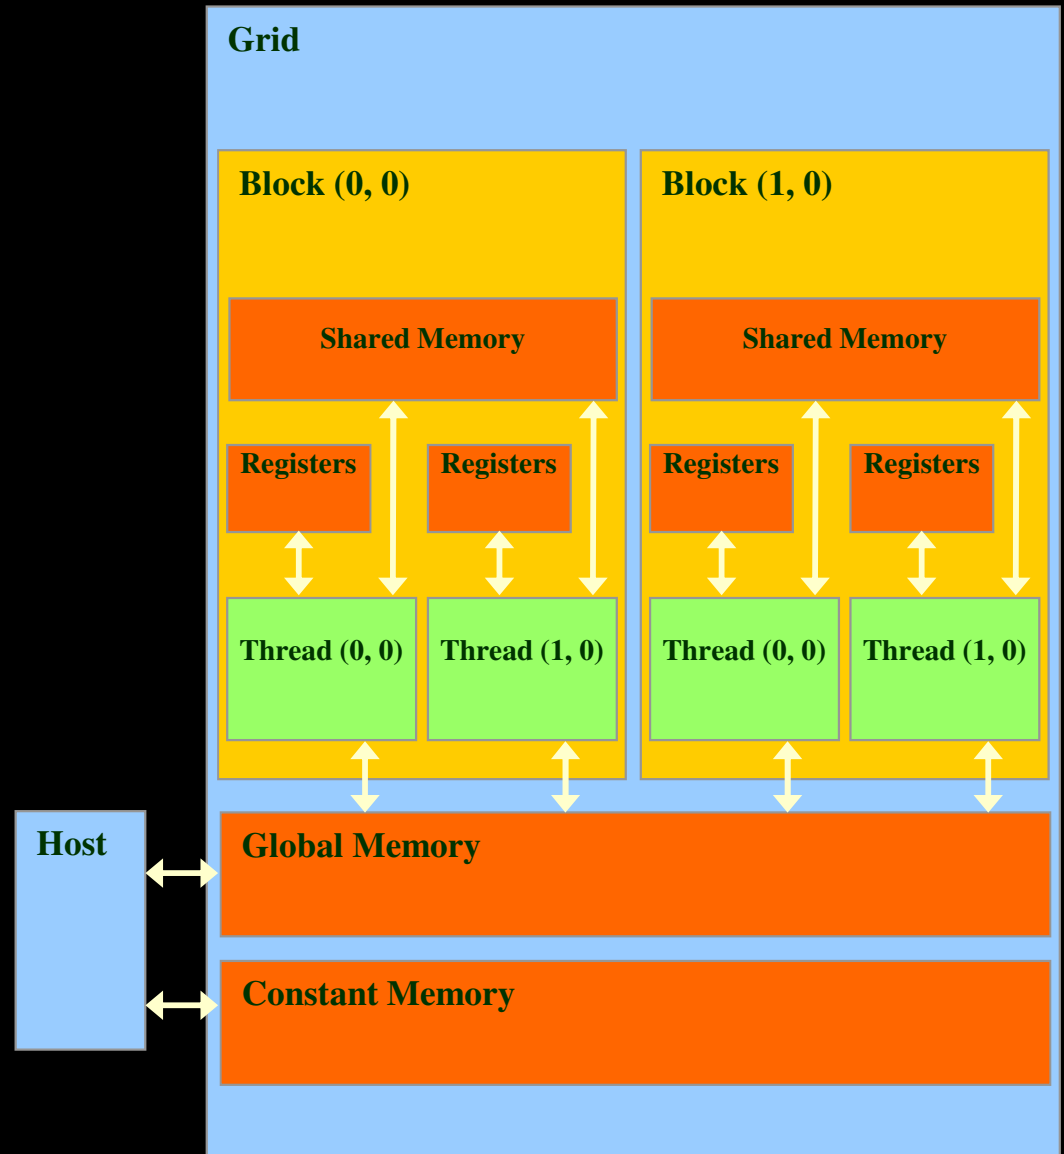 Grid
Block (0, 0)
Block (1, 0)
Shared Memory
Shared Memory
Registers
Registers
Registers
Registers
Thread (0, 0)
Thread (1, 0)
Thread (0, 0)
Thread (1, 0)
Host
Global Memory
Constant Memory